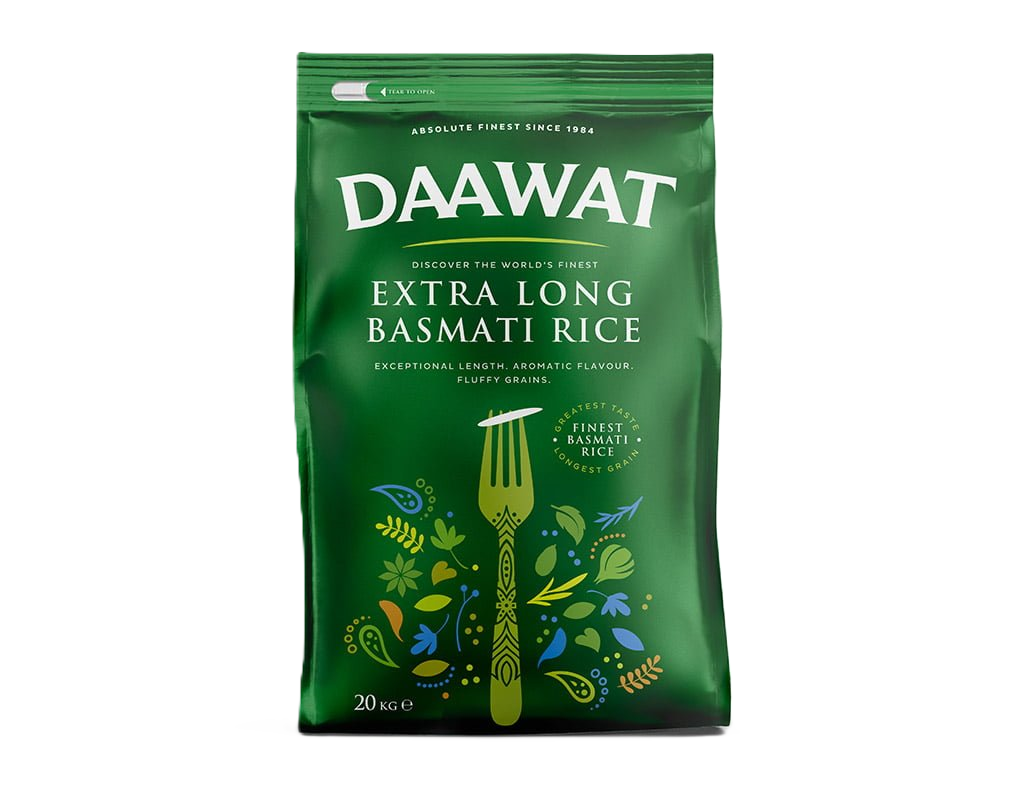 TEAR TO OPEN
ABSOLUTE FINEST SINCE 1984
DAAWAT
DISCOVER THE WORLD'S FINEST
EXTRA LONG
BASMATI RICE
EXCEPTIONAL LENGTH. AROMATIC FLAVOUR.
FLUFFY GRAINS.
GREATEST TASTE
FINEST
• BASMATI •
RICE
LONGEST GRAIN
20 KG ℮